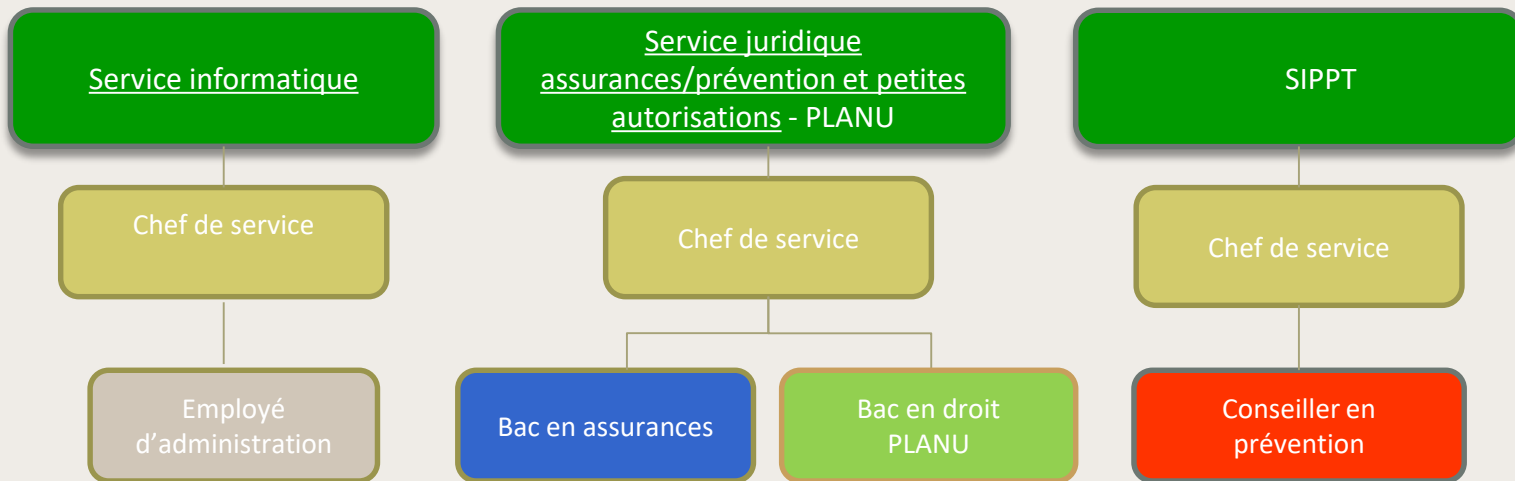 Service informatique
Service juridique
assurances/prévention et petites
autorisations - PLANU
SIPPT
Chef de service
Chef de service
Chef de service
Employé
d’administration
Bac en assurances
Bac en droit
PLANU
Conseiller en
prévention